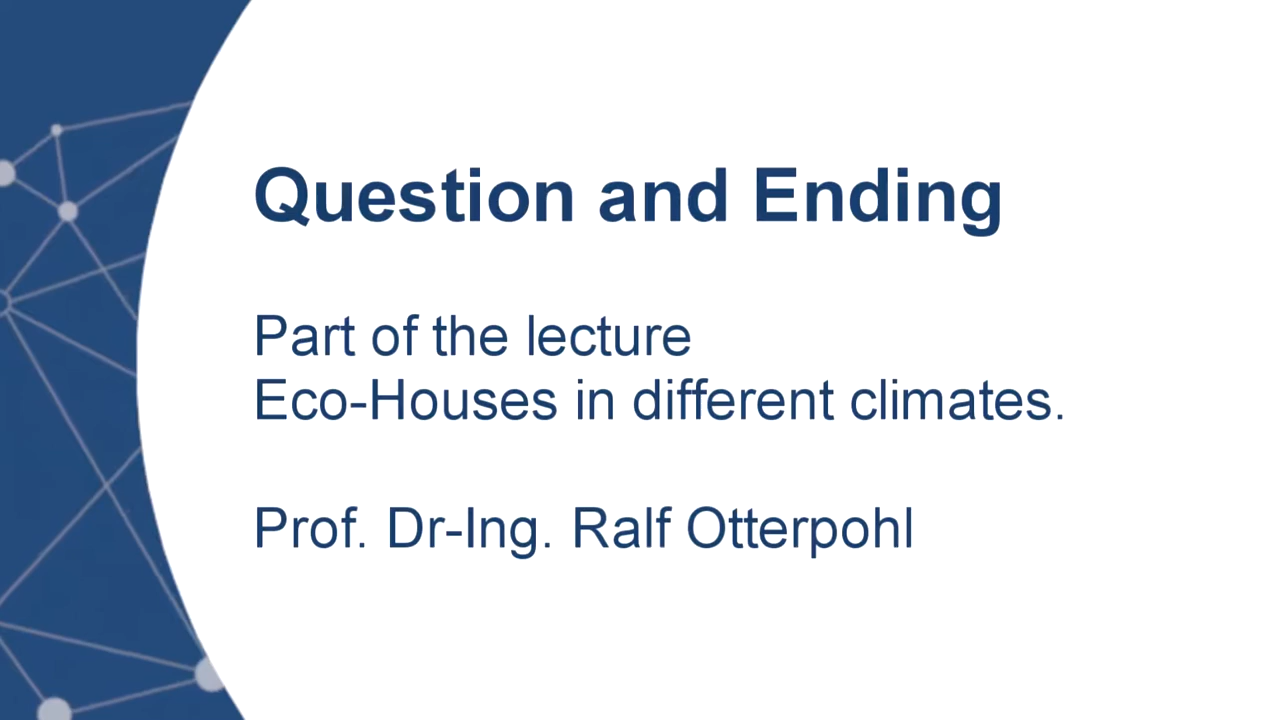 Question and Ending
Part of the lecture
Eco-Houses in different climates.
Prof. Dr-Ing. Ralf Otterpohl